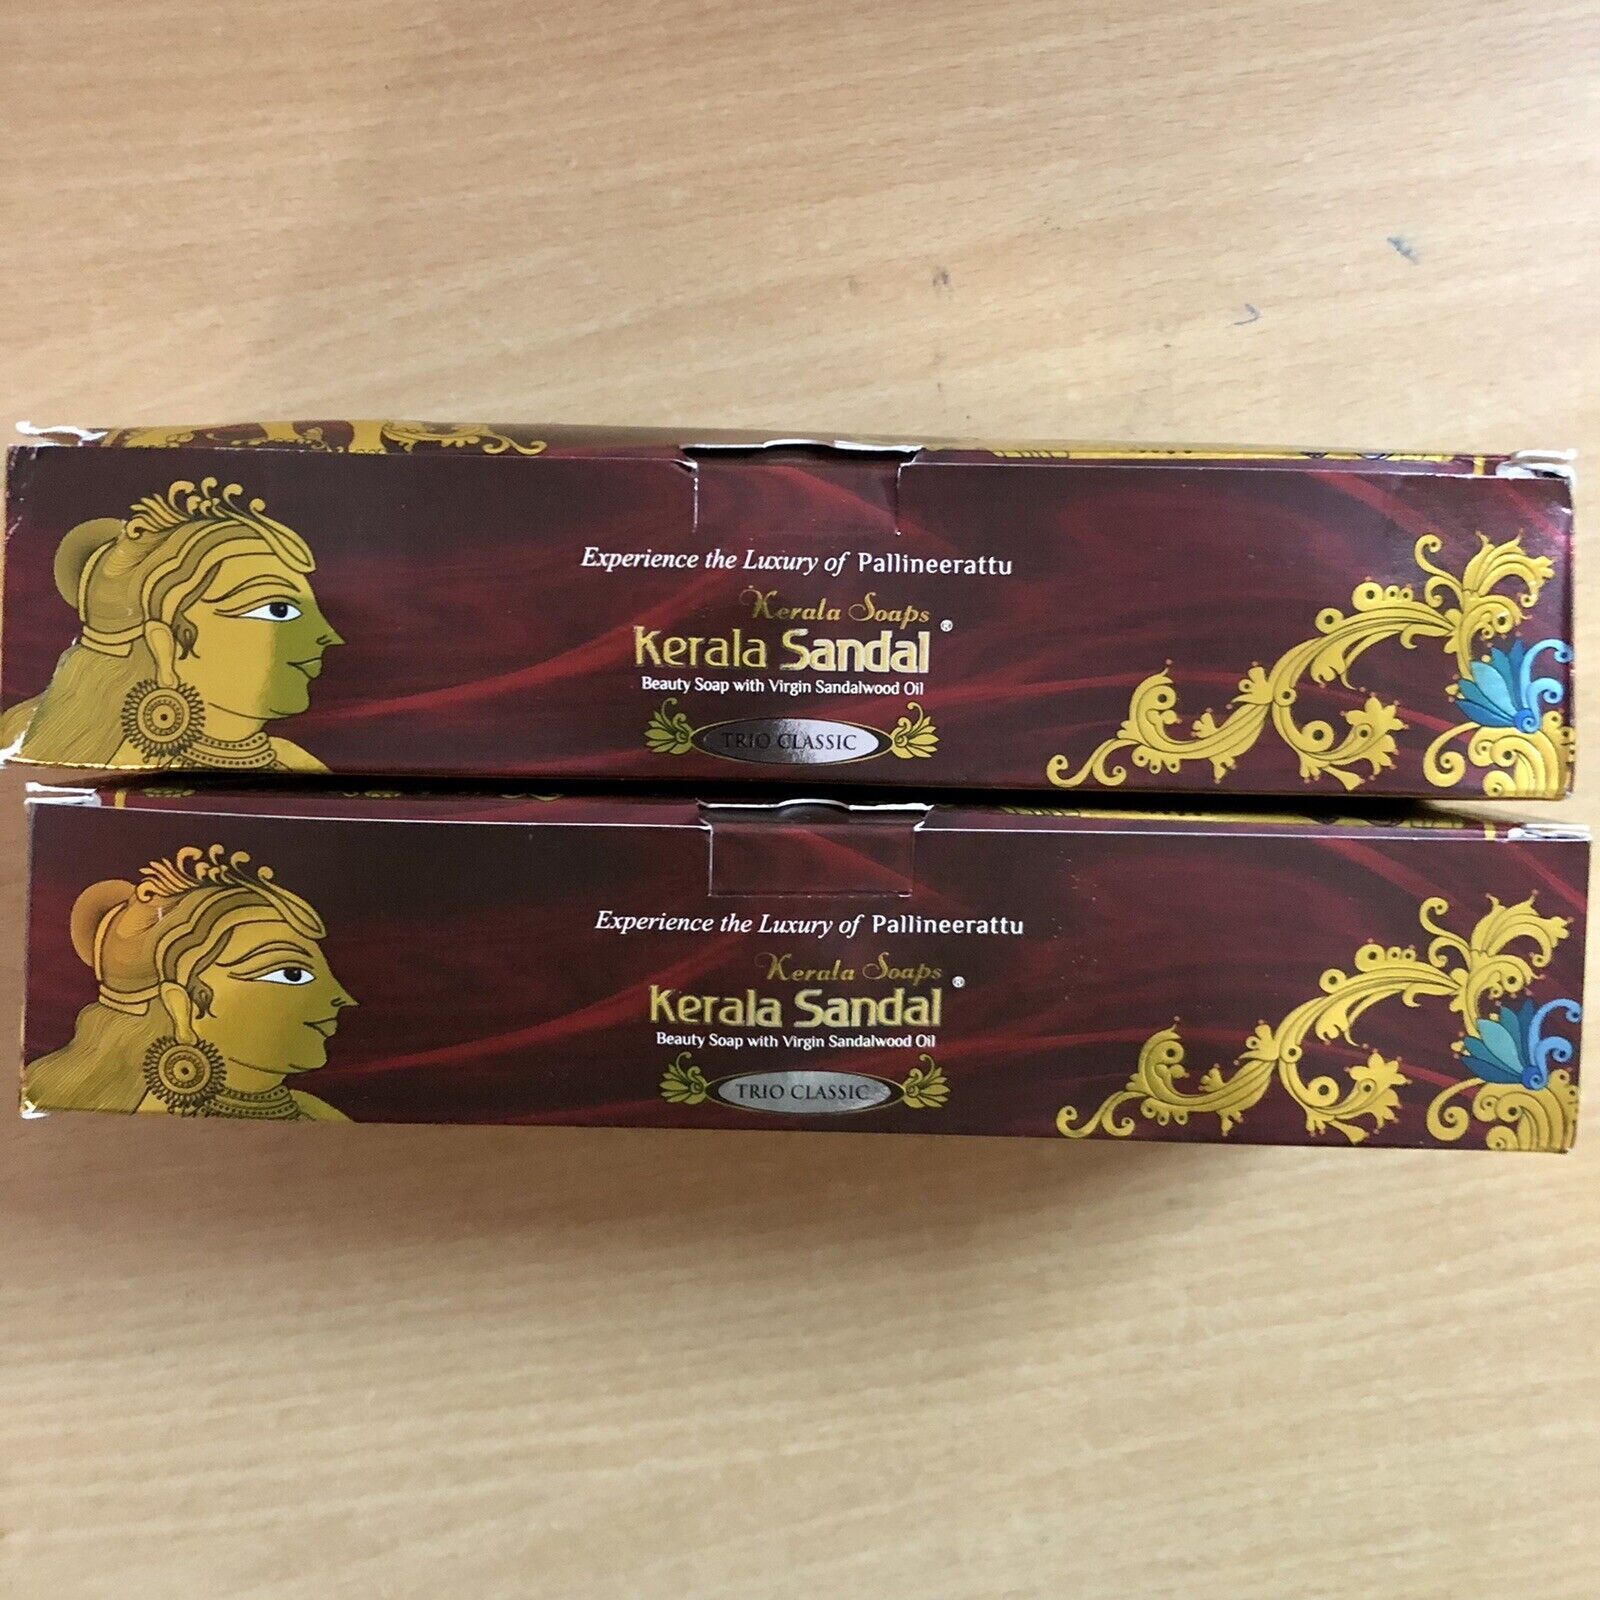 Experience the Luxury of Pallineerattu
Kerala Soaps
Kerala Sandal®
Beauty Soap with Virgin Sandalwood Oil
TRIO CLASSIC
Experience the Luxury of Pallineerattu
Kerala Soaps
Kerala Sandal®
Beauty Soap with Virgin Sandalwood Oil
TRIO CLASSIC